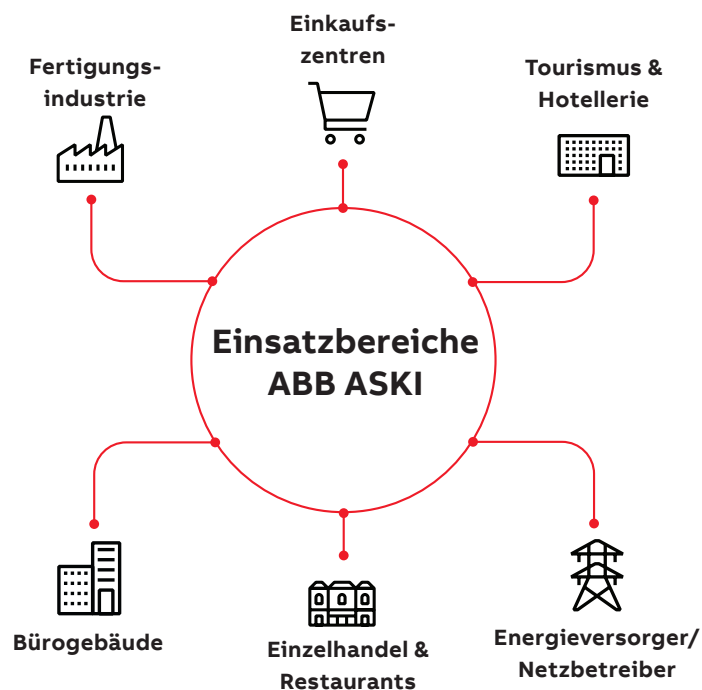 Einkaufs-
zentren
Fertigungs-
industrie
Tourismus &
Hotellerie
Einsatzbereiche
ABB ASKI
Bürogebäude
Einzelhandel &
Restaurants
Energieversorger/
Netzbetreiber